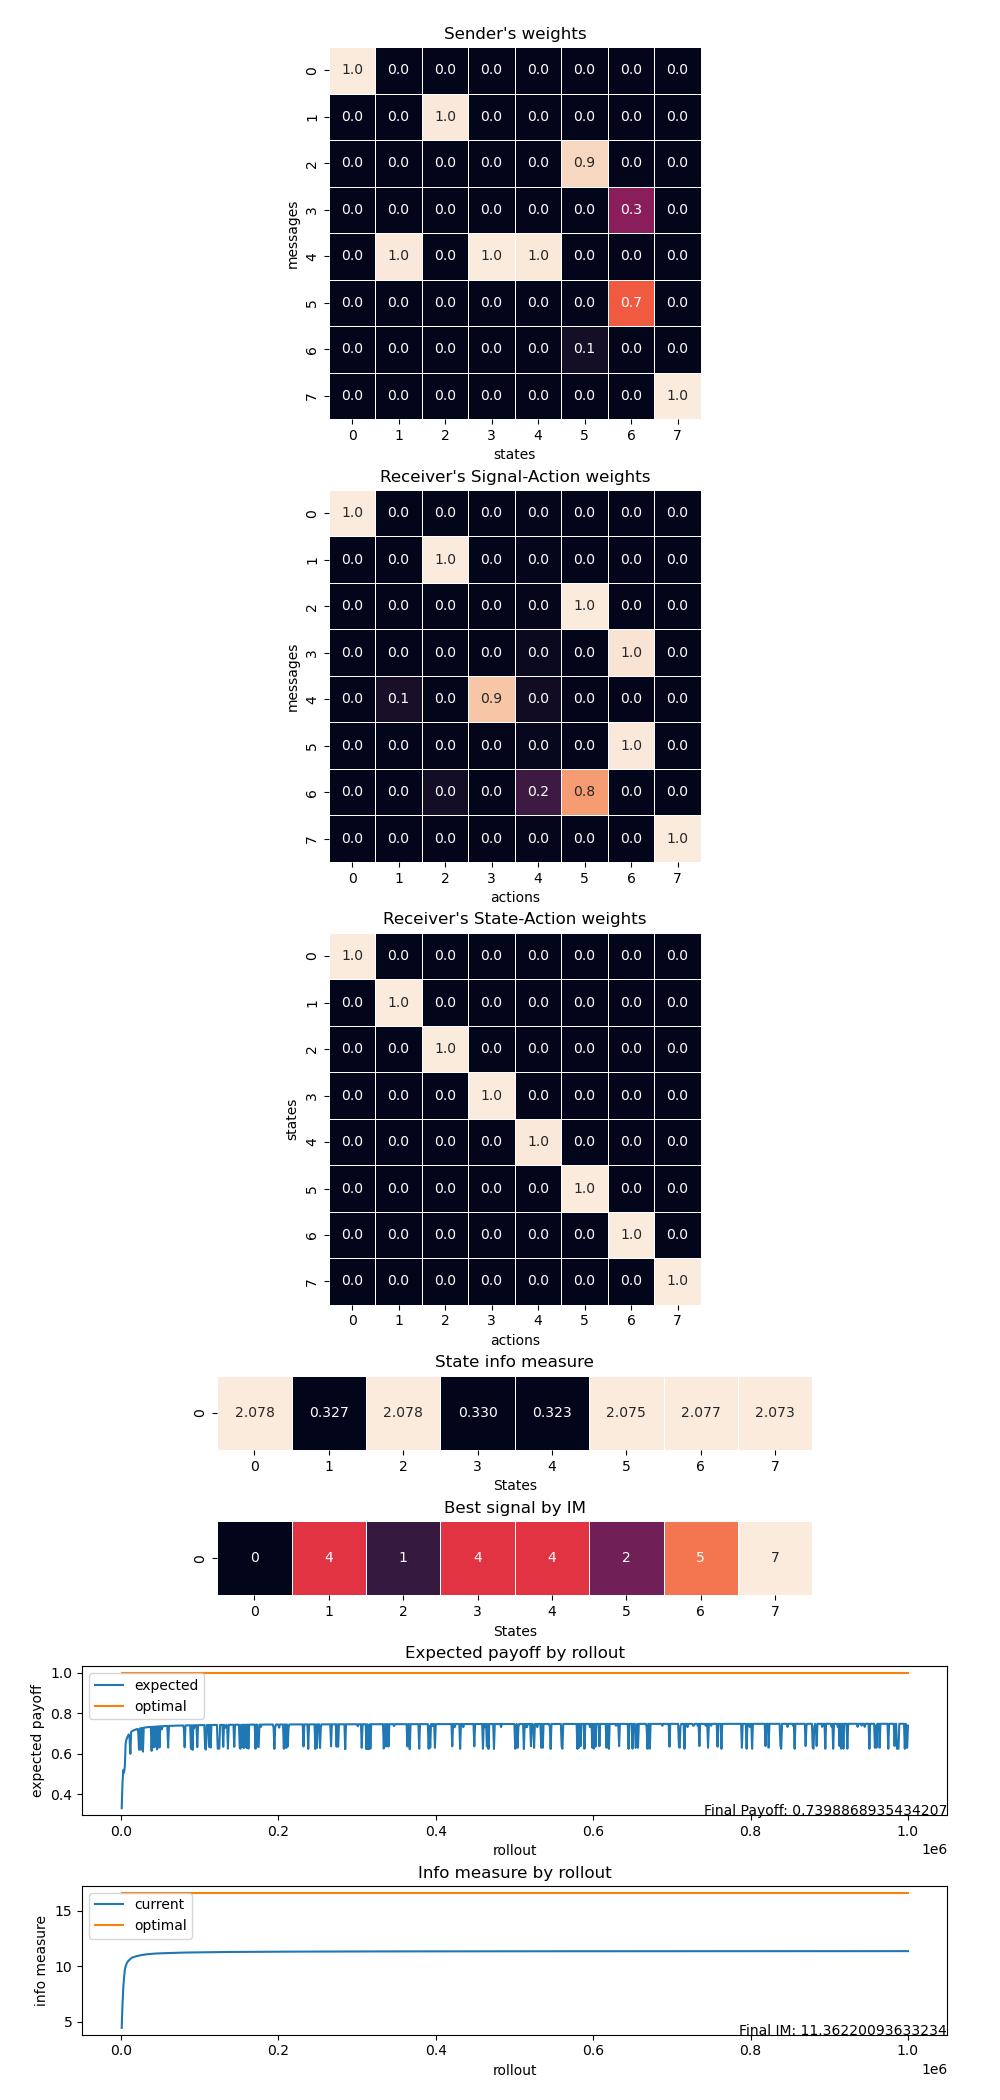 Sender's weights
0 1.0 0.0 0.0 0.0 0.0 0.0 0.0 0.0
1 0.0 0.0 1.0 0.0 0.0 0.0 0.0 0.0
2 0.0 0.0 0.0 0.0 0.0 0.9 0.0 0.0
3 0.0 0.0 0.0 0.0 0.0 0.0 0.3 0.0
messages
4 0.0 1.0 0.0 1.0 1.0 0.0 0.0 0.0
5 0.0 0.0 0.0 0.0 0.0 0.0 0.7 0.0
6 0.0 0.0 0.0 0.0 0.0 0.1 0.0 0.0
7 0.0 0.0 0.0 0.0 0.0 0.0 0.0 1.0
0 1 2 3 4 5 6 7
states
Receiver's Signal-Action weights
0 1.0 0.0 0.0 0.0 0.0 0.0 0.0 0.0
1 0.0 0.0 1.0 0.0 0.0 0.0 0.0 0.0
2 0.0 0.0 0.0 0.0 0.0 1.0 0.0 0.0
3 0.0 0.0 0.0 0.0 0.0 0.0 1.0 0.0
messages
4 0.0 0.1 0.0 0.9 0.0 0.0 0.0 0.0
5 0.0 0.0 0.0 0.0 0.0 0.0 1.0 0.0
6 0.0 0.0 0.0 0.0 0.2 0.8 0.0 0.0
7 0.0 0.0 0.0 0.0 0.0 0.0 0.0 1.0
0 1 2 3 4 5 6 7
actions
Receiver's State-Action weights
0 1.0 0.0 0.0 0.0 0.0 0.0 0.0 0.0
1 0.0 1.0 0.0 0.0 0.0 0.0 0.0 0.0
2 0.0 0.0 1.0 0.0 0.0 0.0 0.0 0.0
3 0.0 0.0 0.0 1.0 0.0 0.0 0.0 0.0
states
4 0.0 0.0 0.0 0.0 1.0 0.0 0.0 0.0
5 0.0 0.0 0.0 0.0 0.0 1.0 0.0 0.0
6 0.0 0.0 0.0 0.0 0.0 0.0 1.0 0.0
7 0.0 0.0 0.0 0.0 0.0 0.0 0.0 1.0
0 1 2 3 4 5 6 7
actions
State info measure
0 2.078 0.327 2.078 0.330 0.323 2.075 2.077 2.073
0 1 2 3 4 5 6 7
States
Best signal by IM
0 0 4 1 4 4 2 5 7
0 1 2 3 4 5 6 7
States
Expected payoff by rollout
expected payoff
1.0
0.8
0.6
0.4
expected
optimal
Final Payoff: 0.7398868935434207
0.0 0.2 0.4 0.6 0.8 1.0
rollout
1e6
Info measure by rollout
info measure
15
10
5
current
optimal
Final IM: 11.36220093633234
0.0 0.2 0.4 0.6 0.8 1.0
rollout
1e6